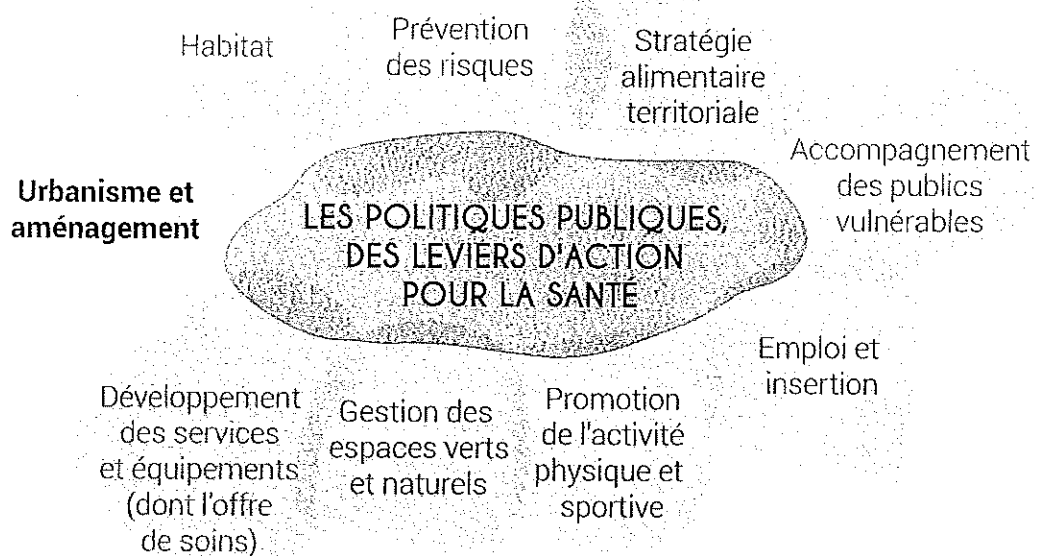 Habitat
Prévention
des risques
Stratégie
alimentaire
territoriale
Accompagnement
des publics
vulnérables
Urbanisme et
aménagement
LES POLITIQUES PUBLIQUES,
DES LEVIERS D'ACTION
POUR LA SANTÉ
Emploi et
insertion
Développement
des services
et équipements
(dont l'offre
de soins)
Gestion des
espaces verts
et naturels
Promotion
de l'activité
physique et
sportive